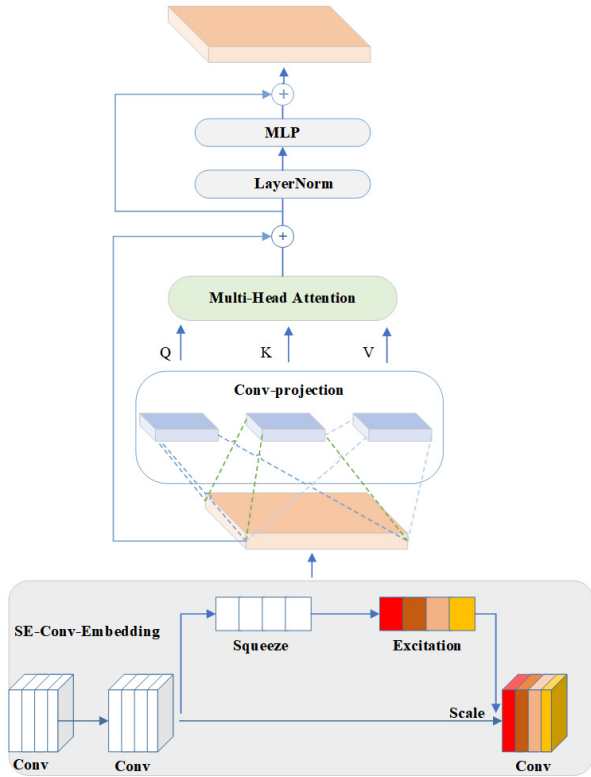 +
MLP
LayerNorm
+
Multi-Head Attention
Q K V
Conv-projection
SE-Conv-Embedding
Squeeze Excitation
Scale
Conv Conv Conv